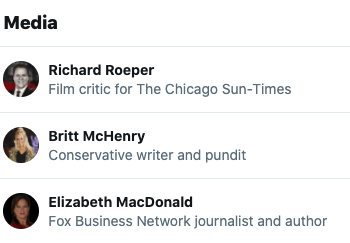 Media
Richard Roeper
Film critic for The Chicago Sun-Times
Britt McHenry
Conservative writer and pundit
Elizabeth MacDonald
Fox Business Network journalist and author